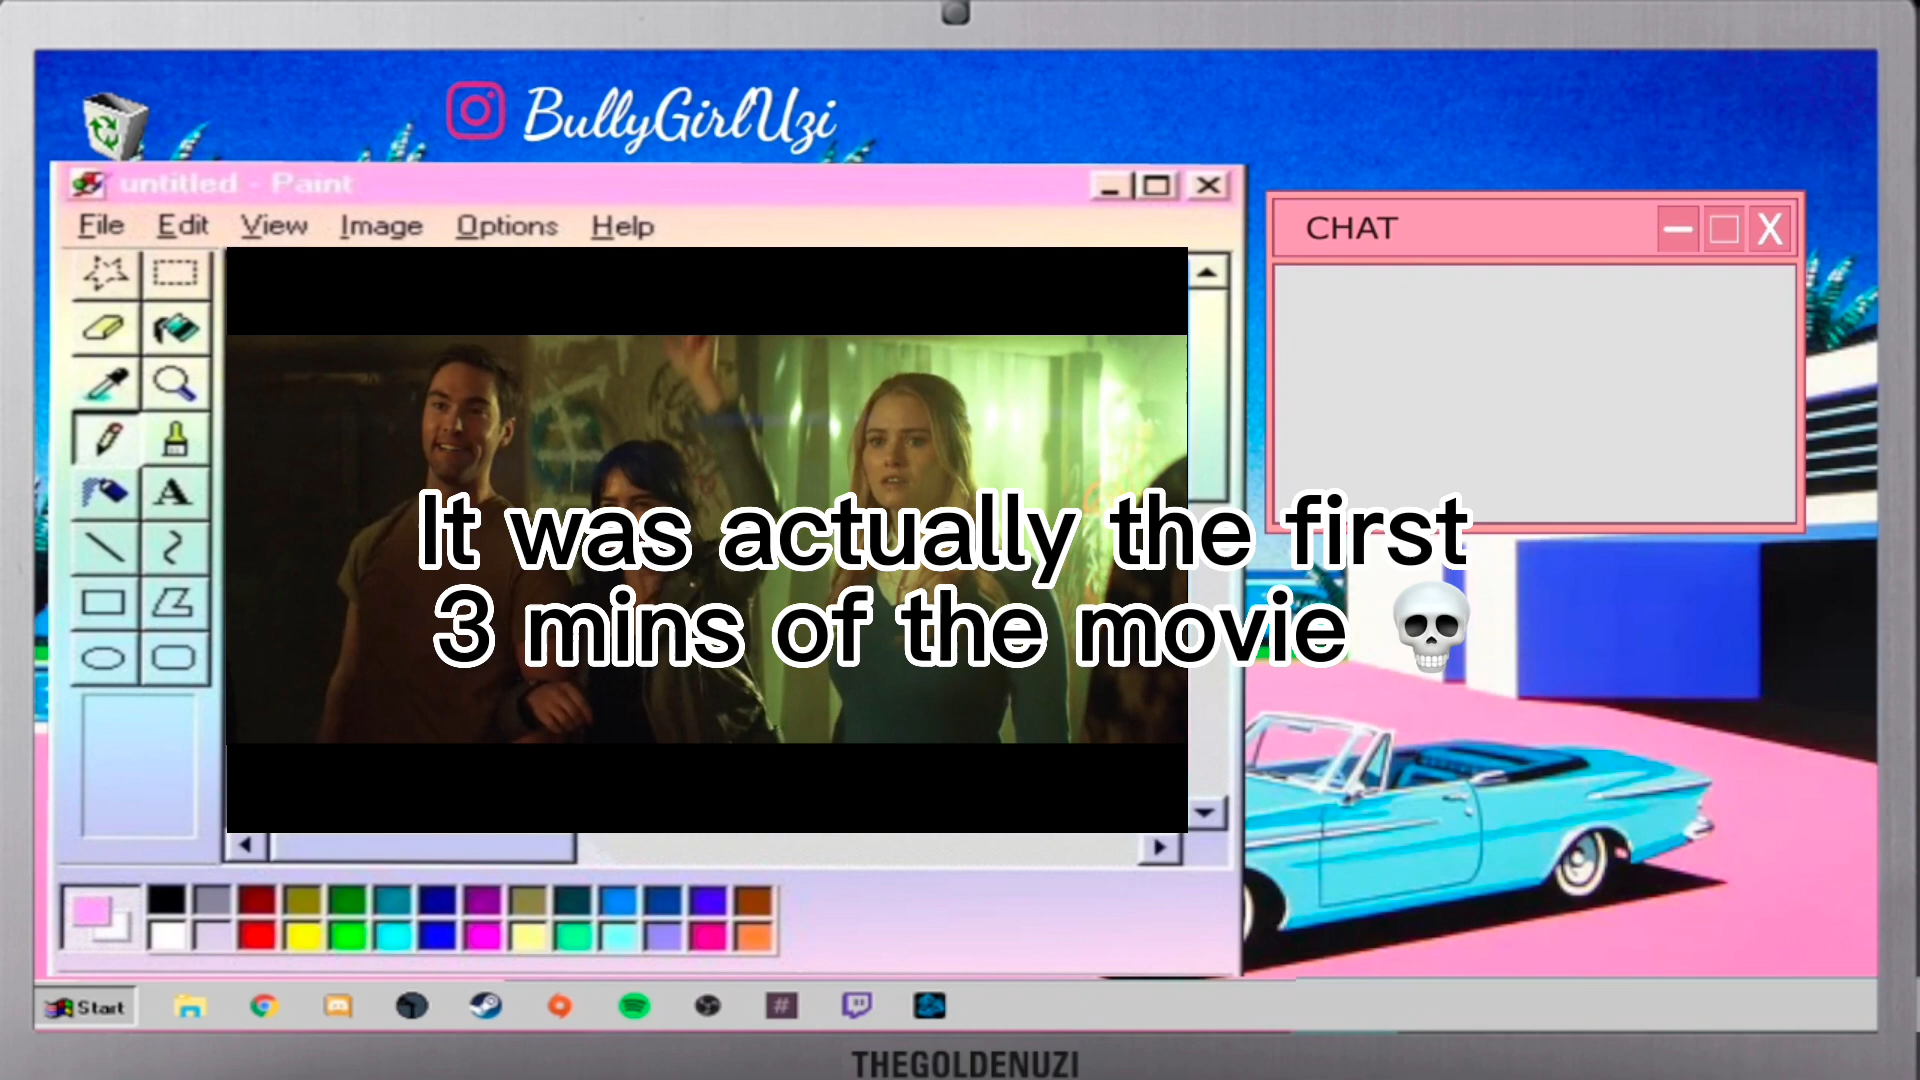 BullyGirlUzi
untitled - Paint
File Edit View Image Options Help
CHAT
A
It was actually the first
3 mins of the movie 💀
Start
#
THEGOLDENUZI